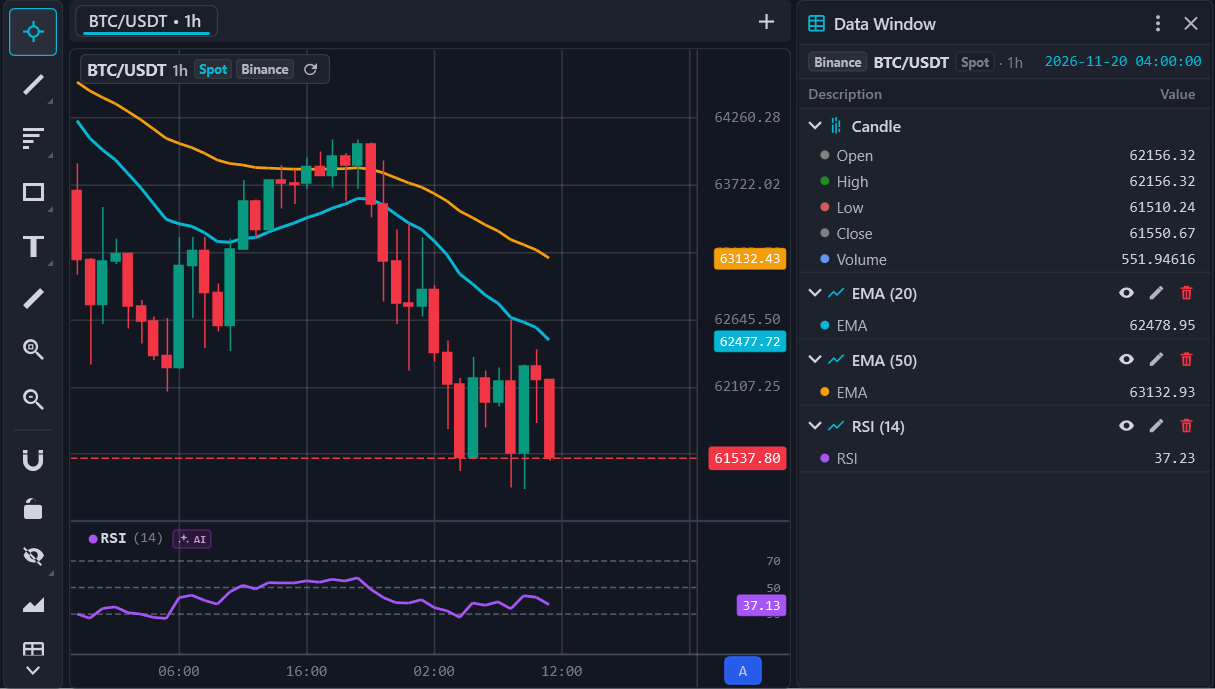 BTC/USDT • 1h
BTC/USDT 1h Spot Binance
64260.28
63722.02
63132.43
62645.50
62477.72
62107.25
61537.80
RSI (14) AI
70
50
37.13
06:00 16:00 02:00 12:00
A
T
Data Window
Binance BTC/USDT Spot · 1h 2026-11-20 04:00:00
Description Value
Candle
Open 62156.32
High 62156.32
Low 61510.24
Close 61550.67
Volume 551.94616
EMA (20)
EMA 62478.95
EMA (50)
EMA 63132.93
RSI (14)
RSI 37.23